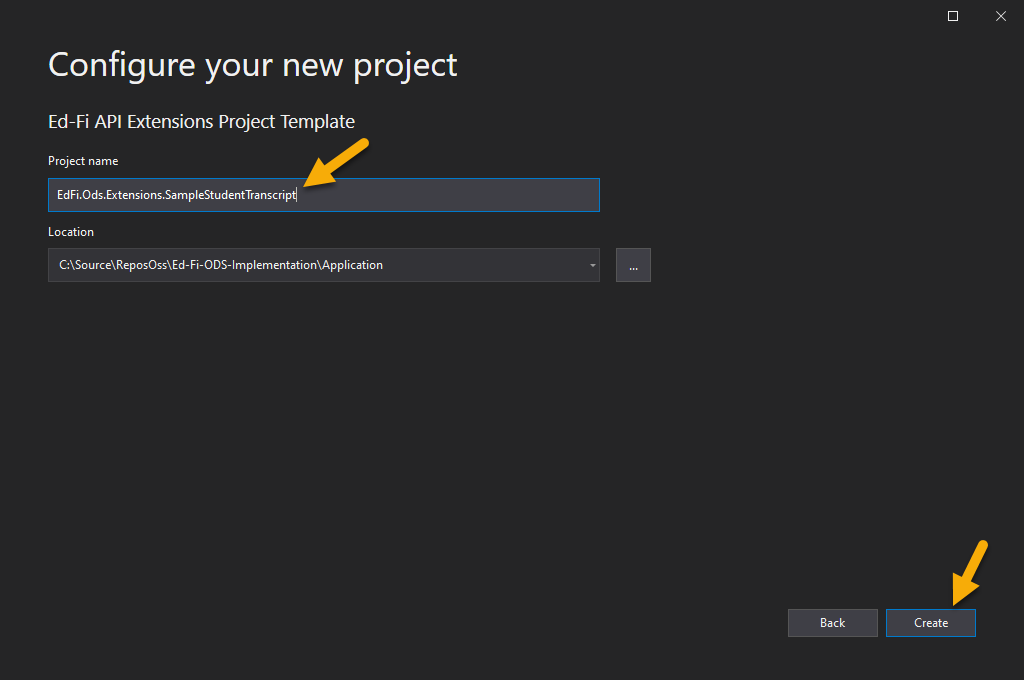 Configure your new project
Ed-Fi API Extensions Project Template
Project name
EdFi.Ods.Extensions.SampleStudentTranscript
Location
C:\Source\ReposOss\Ed-Fi-ODS-Implementation\Application
...
Back
Create